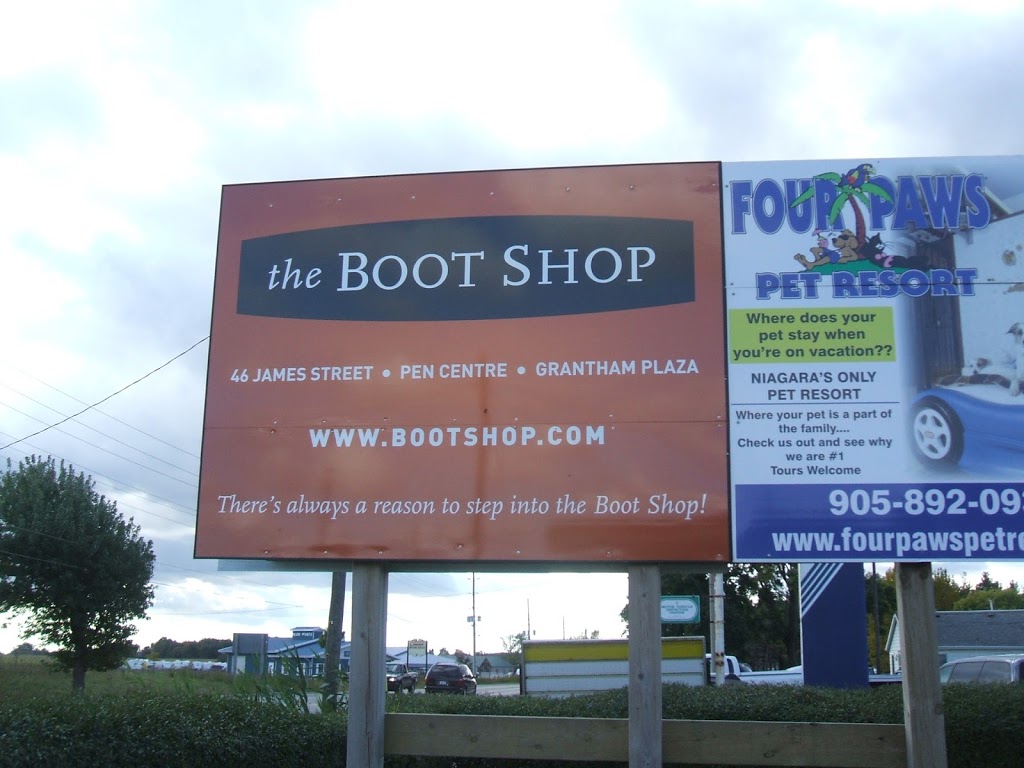 the BOOT SHOP
46 JAMES STREET • PEN CENTRE • GRANTHAM PLAZA
WWW.BOOTSHOP.COM
There's always a reason to step into the Boot Shop!
FOUR PAWS
PET RESORT
Where does your
pet stay when
you're on vacation??
NIAGARA'S ONLY
PET RESORT
Where your pet is a part of
the family....
Check us out and see why
we are #1
Tours Welcome
905-892-09
www.fourpawspetre